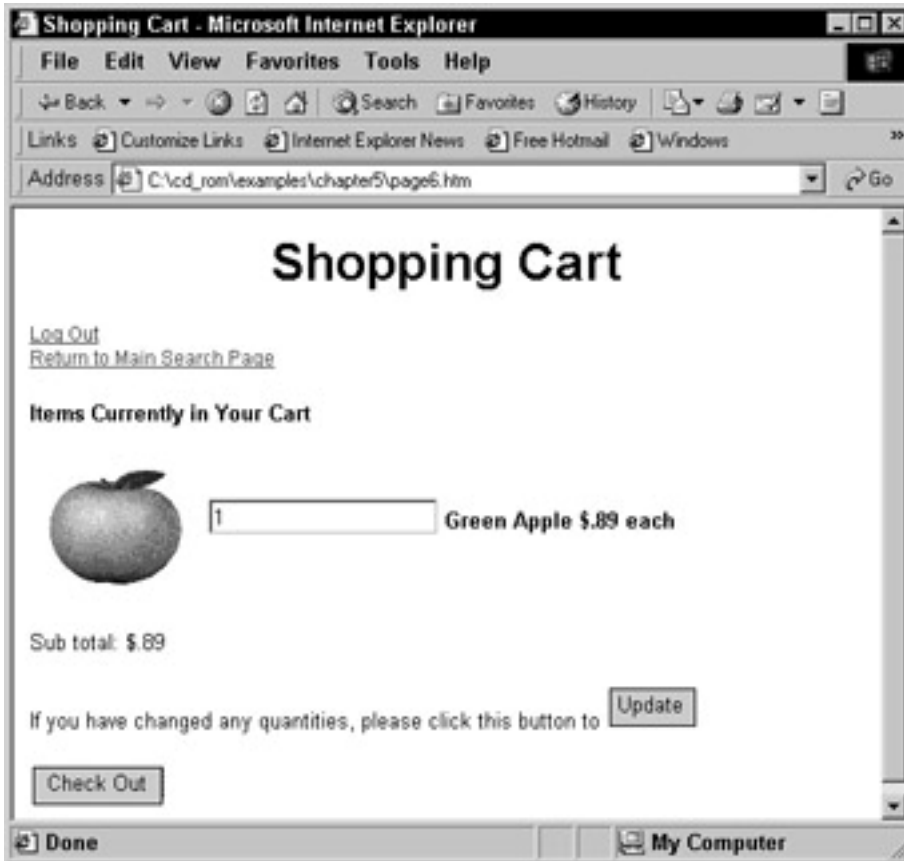 Shopping Cart - Microsoft Internet Explorer
File Edit View Favorites Tools Help
Back Search Favorites History
Links Customize Links Internet Explorer News Free Hotmail Windows »
Address C:\cd_rom\examples\chapter5\page6.htm Go
Shopping Cart
Log Out
Return to Main Search Page
Items Currently in Your Cart
1 Green Apple $.89 each
Sub total: $.89
If you have changed any quantities, please click this button to Update
Check Out
Done My Computer